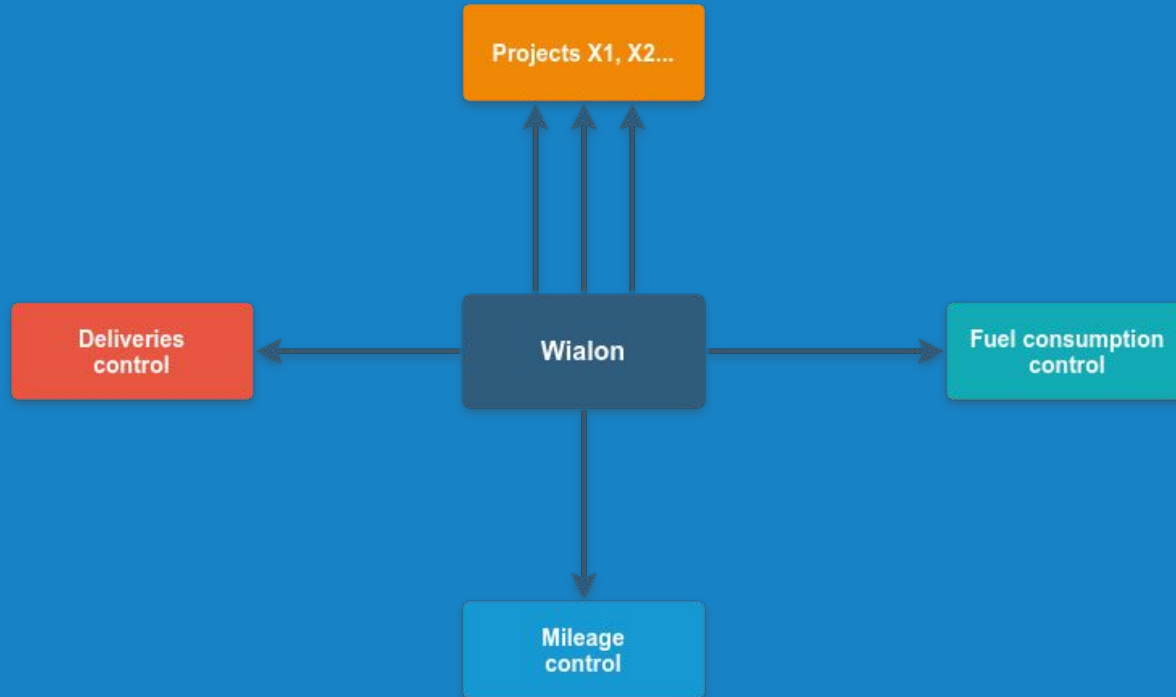 Projects X1, X2...
Deliveries
control
Wialon
Fuel consumption
control
Mileage
control